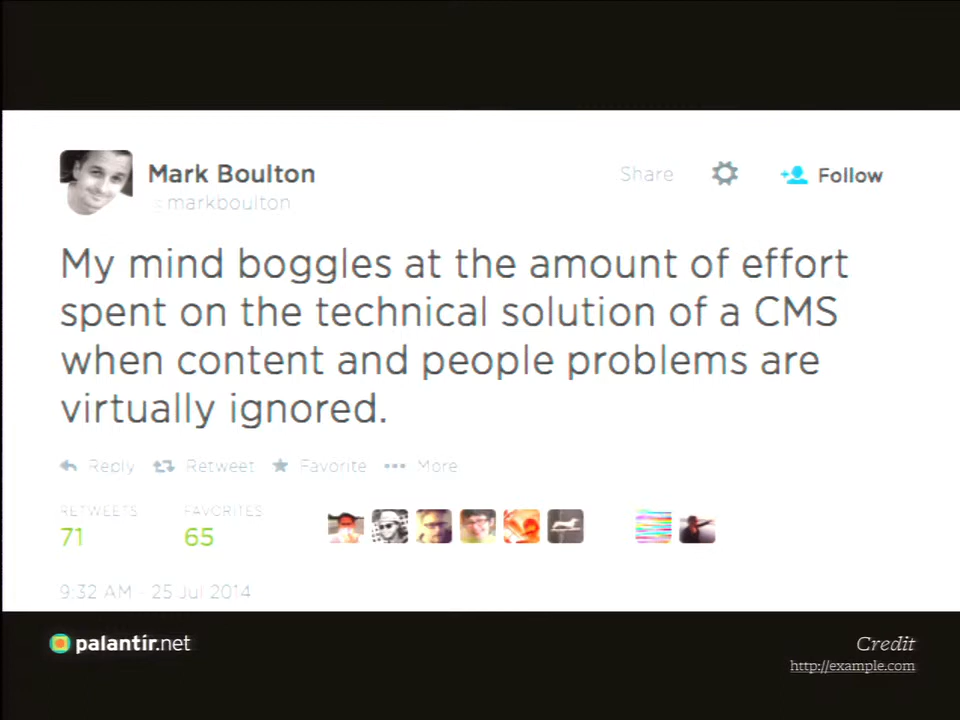 Mark Boulton
markboulton
Share
Follow
My mind boggles at the amount of effort
spent on the technical solution of a CMS
when content and people problems are
virtually ignored.
Reply Retweet Favorite More
RETWEETS FAVORITES
71 65
9:32 AM - 25 Jul 2014
palantir.net
Credit
http://example.com